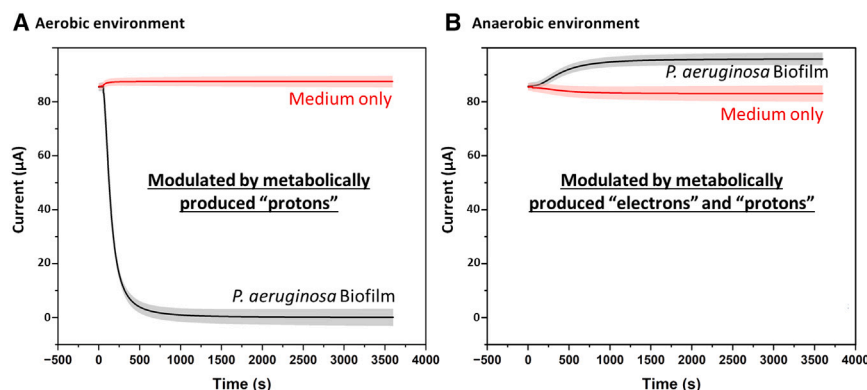 A Aerobic environment
Current (µA)
80
60
40
20
0
Medium only
Modulated by metabolically
produced "protons"
P. aeruginosa Biofilm
−500 0 500 1000 1500 2000 2500 3000 3500 4000
Time (s)
B Anaerobic environment
Current (µA)
80
60
40
20
0
P. aeruginosa Biofilm
Medium only
Modulated by metabolically
produced "electrons" and "protons"
−500 0 500 1000 1500 2000 2500 3000 3500 4000
Time (s)